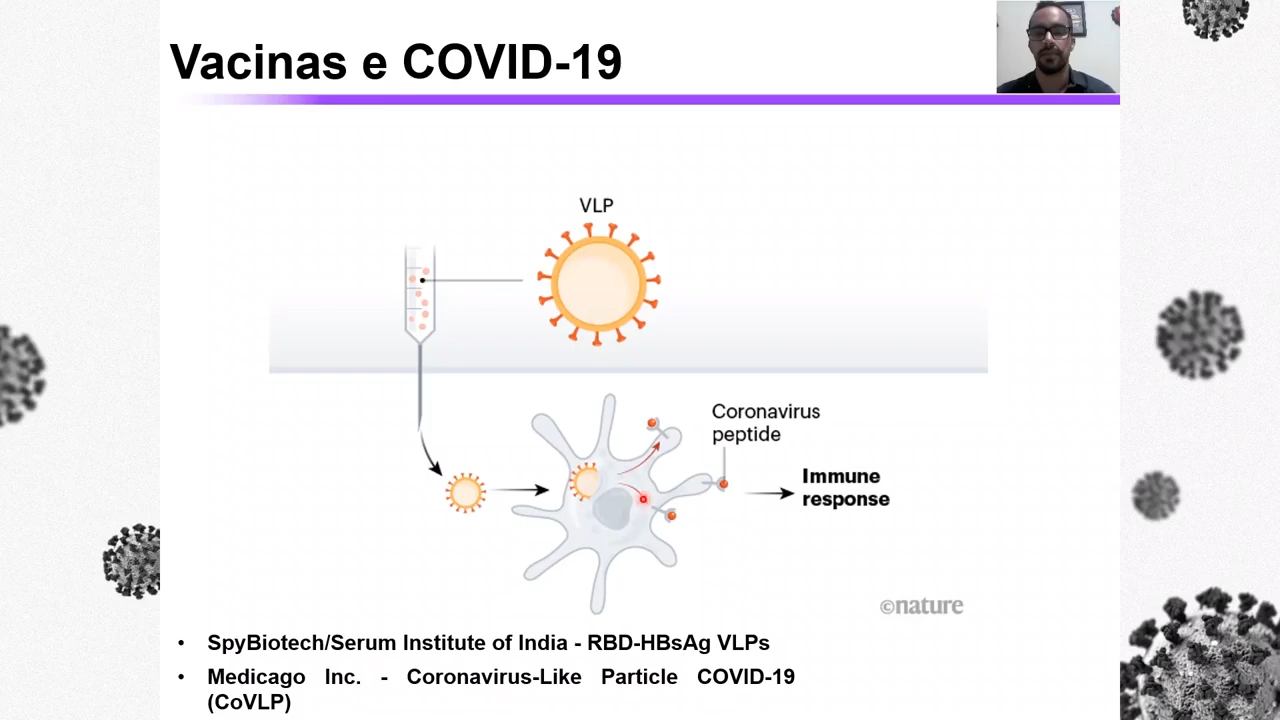 Vacinas e COVID-19
VLP
Coronavirus
peptide
Immune
response
©nature
• SpyBiotech/Serum Institute of India - RBD-HBsAg VLPs
• Medicago Inc. - Coronavirus-Like Particle COVID-19
(CoVLP)